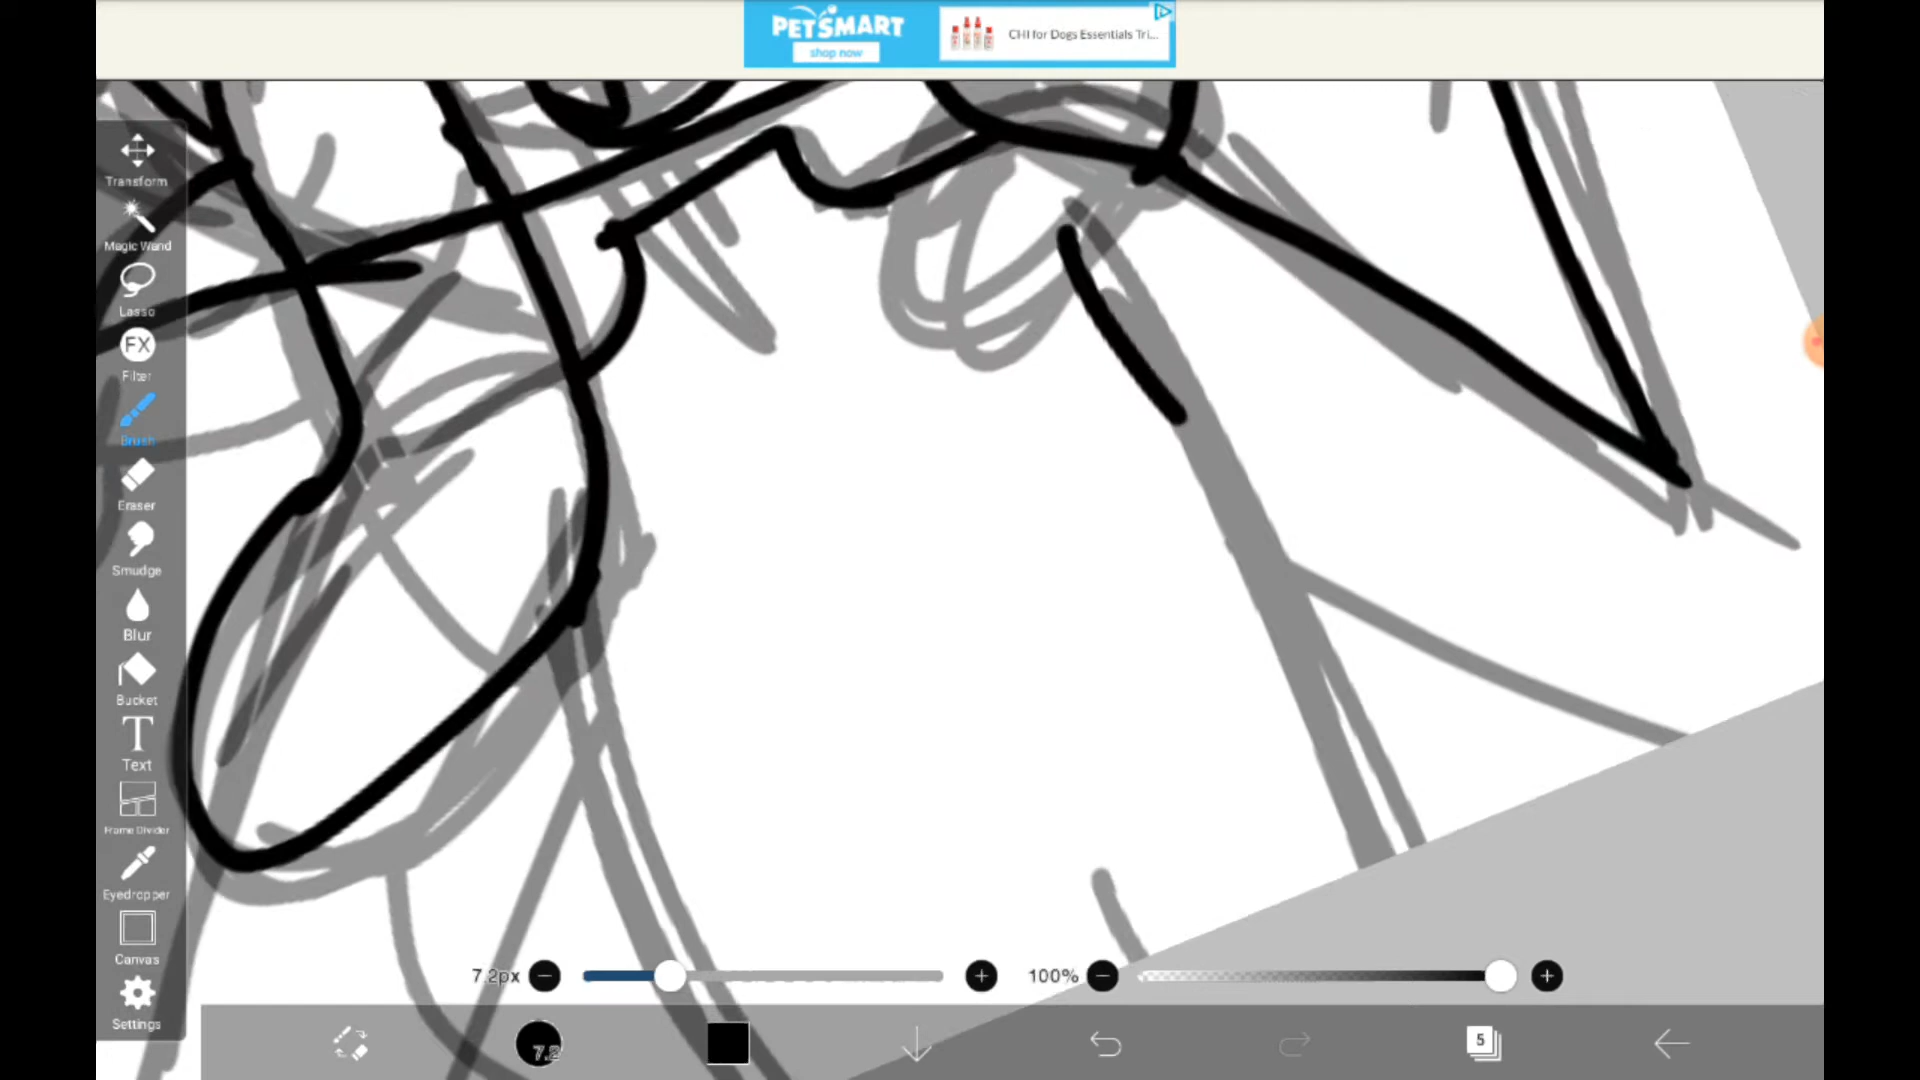 PETSMART
shop now
CHI for Dogs Essentials Tri...
Transform
Magic Wand
Lasso
FX
Filter
Brush
Eraser
Smudge
Blur
Bucket
T
Text
Frame Divider
Eyedropper
Canvas
Settings
7.2px
100%
7.2
5